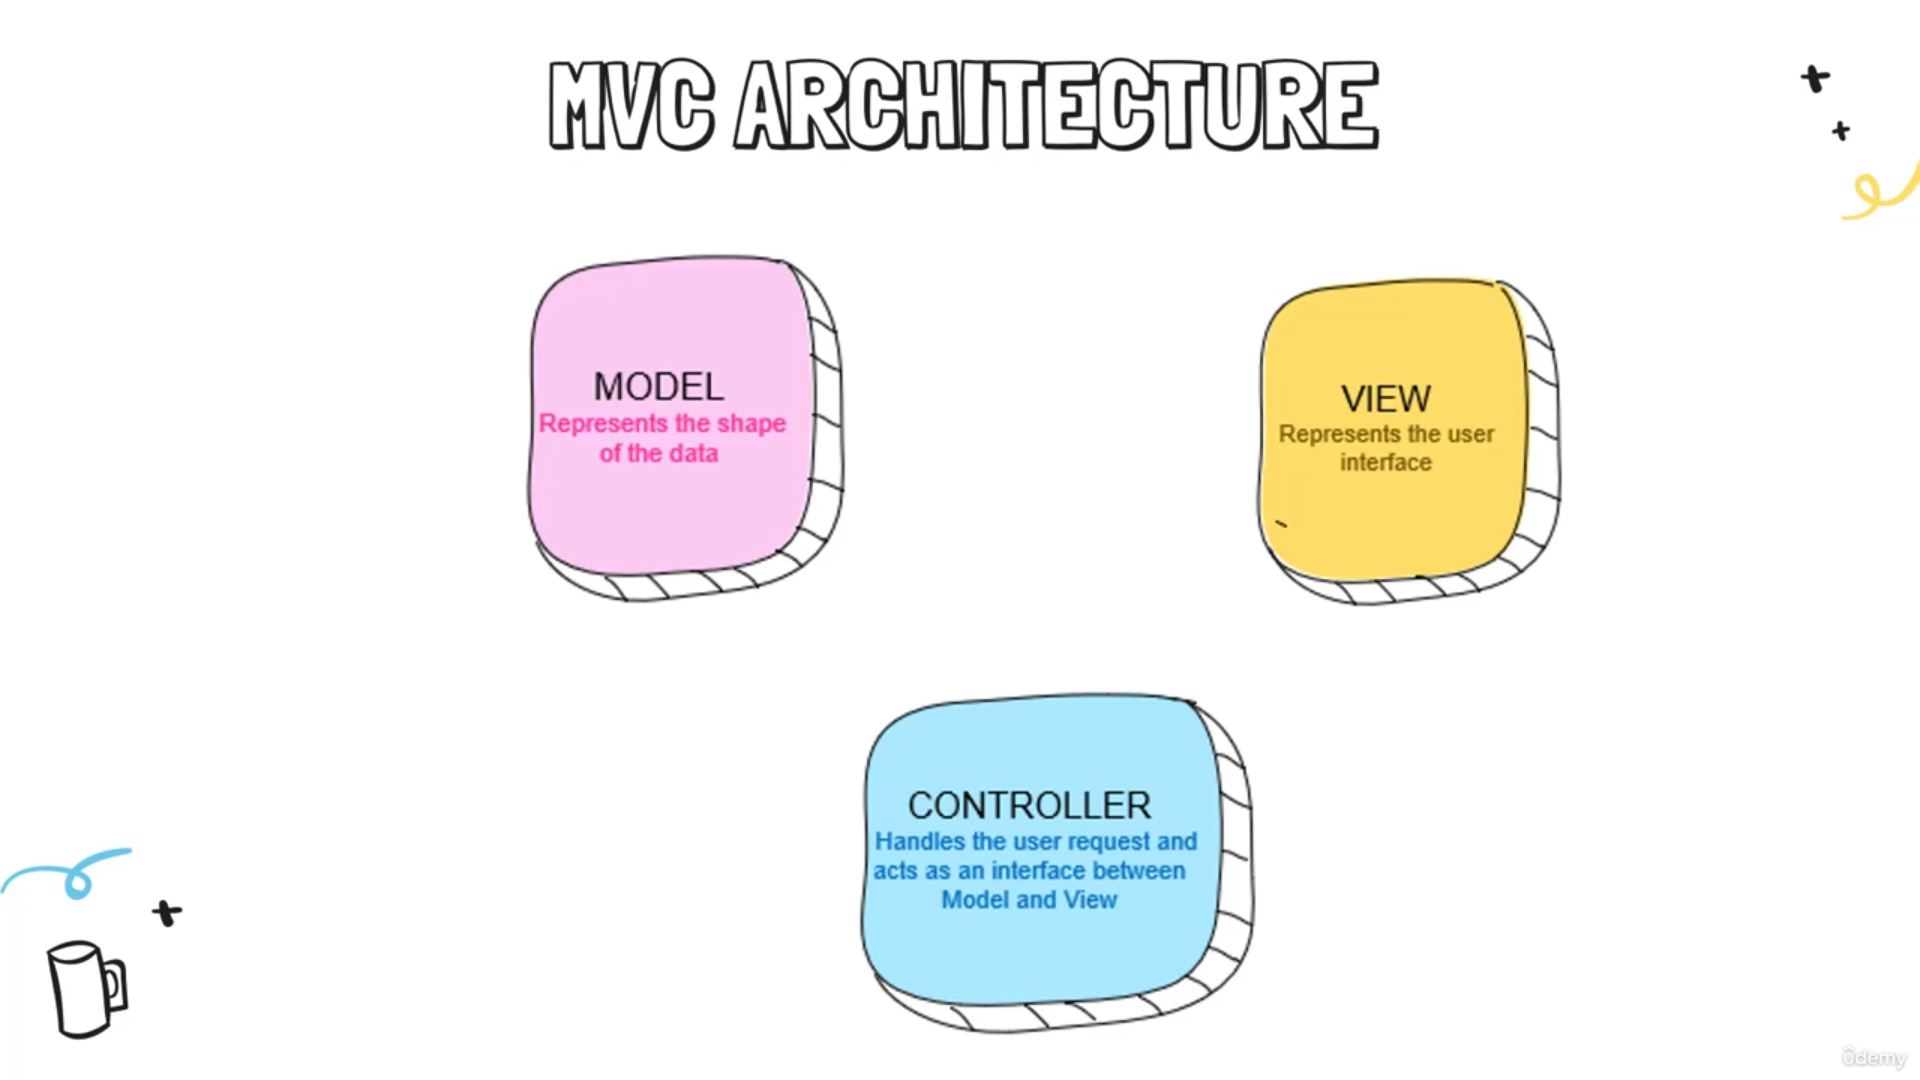 MVC ARCHITECTURE
MODEL
Represents the shape
of the data
VIEW
Represents the user
interface
CONTROLLER
Handles the user request and
acts as an interface between
Model and View
ûdemy